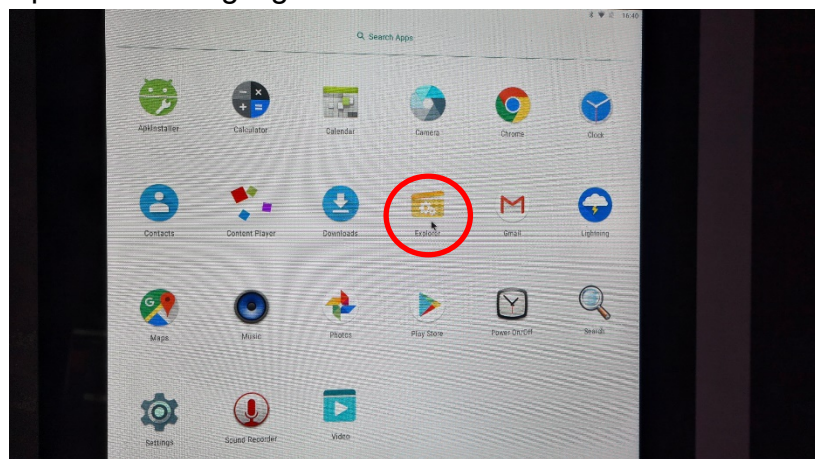 16:40
Search Apps
ApkInstaller Calculator Calendar Camera Chrome Clock
Contacts Content Player Downloads Explorer Gmail Lightning
Maps Music Photos Play Store Power On/Off Search
Settings Sound Recorder Video